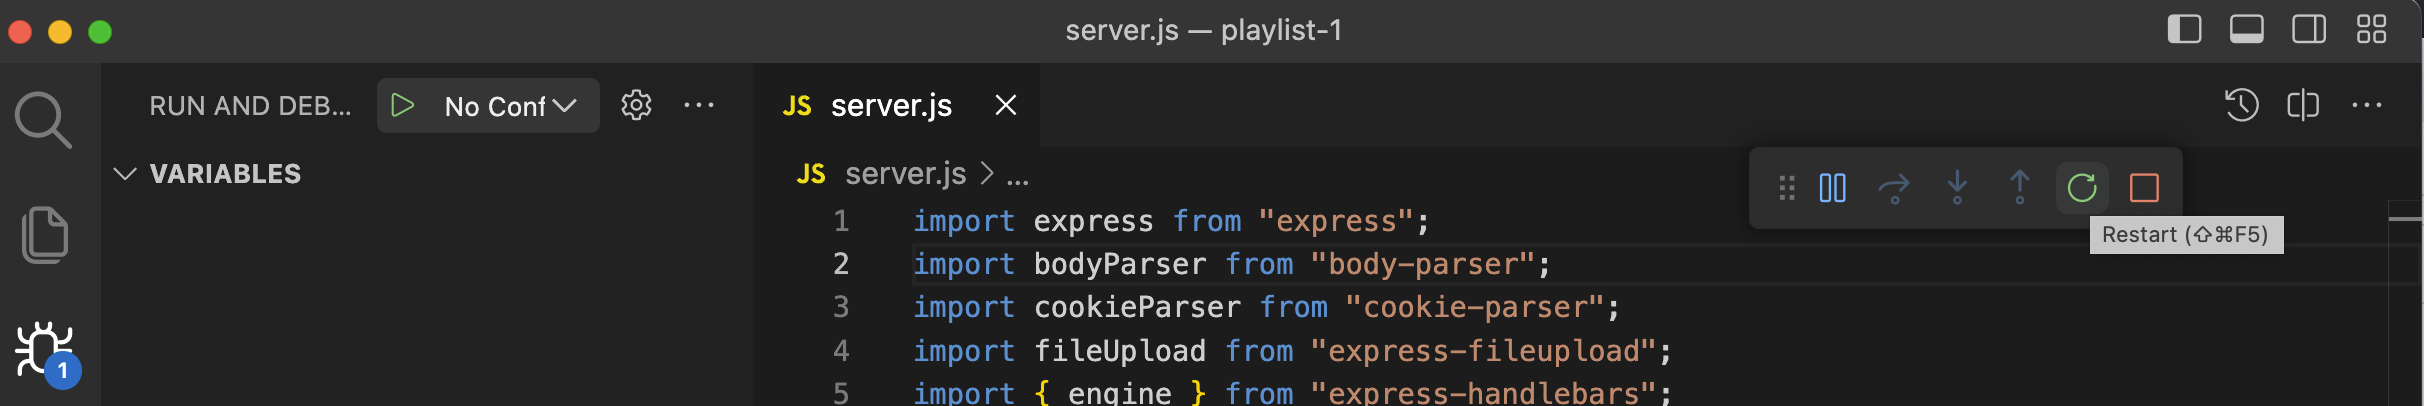 server.js — playlist-1
RUN AND DEB...
No Conf
JS server.js
VARIABLES
JS server.js > ...
Restart (⇧⌘F5)
1 import express from "express";
2 import bodyParser from "body-parser";
3 import cookieParser from "cookie-parser";
4 import fileUpload from "express-fileupload";
5 import { engine } from "express-handlebars";
1